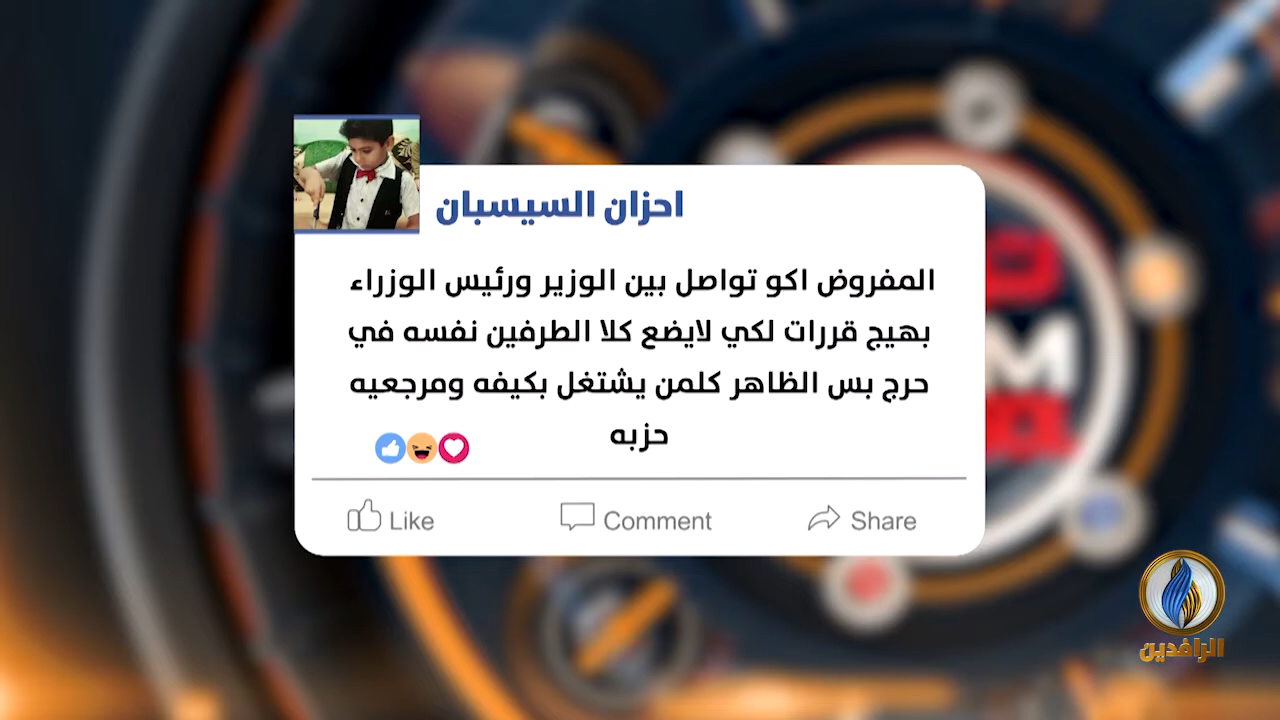 احزان السيسبان
المفروض اكو تواصل بين الوزير ورئيس الوزراء
بهيج قررات لكي لايضع كلا الطرفين نفسه في
حرج بس الظاهر كلمن يشتغل بكيفه ومرجعيه
حزبه
Like Comment Share
الرافدين